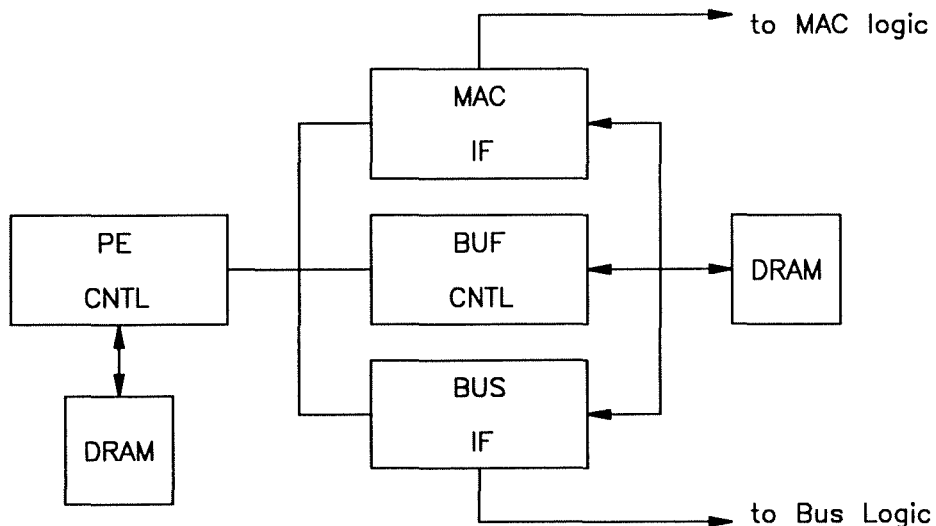 to MAC logic
MAC
IF
PE
CNTL
BUF
CNTL
DRAM
BUS
IF
DRAM
to Bus Logic